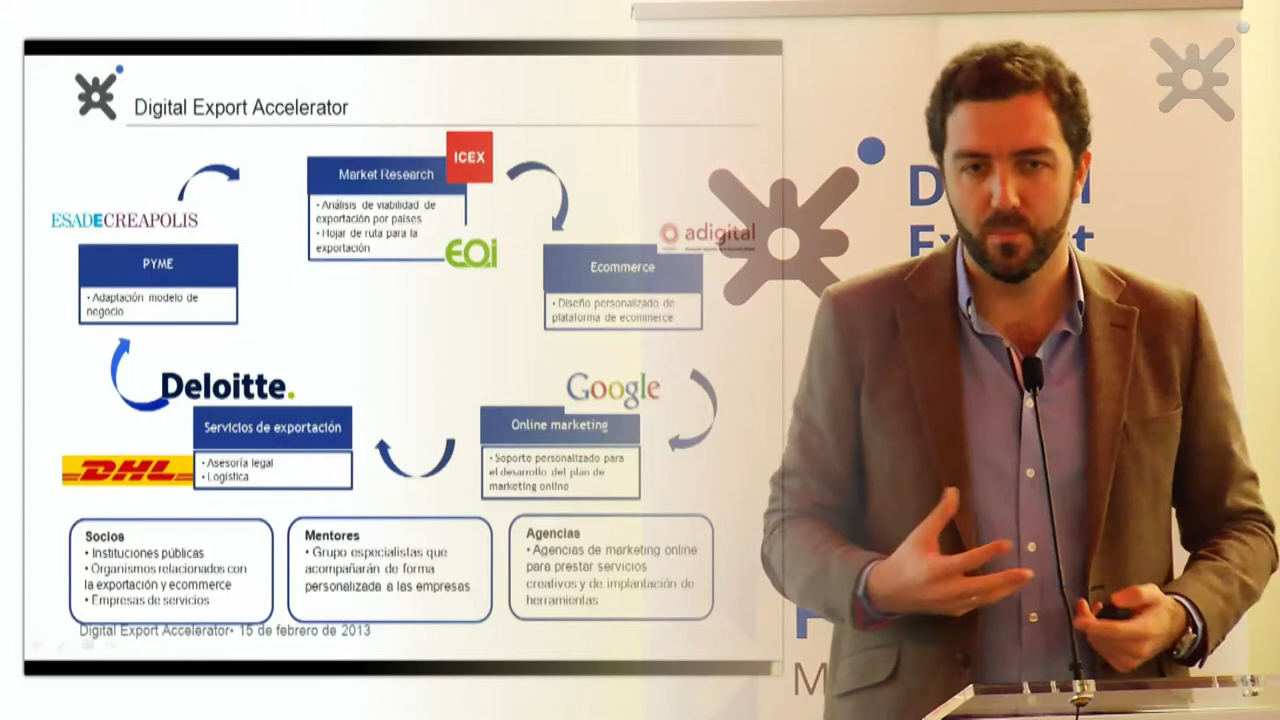 Digital Export Accelerator
ICEX
Market Research
• Análisis de viabilidad de
exportación por países
• Hojar de ruta para la
exportación
EOi
ESADECREAPOLIS
PYME
• Adaptación modelo de
negocio
adigital
Ecommerce
• Diseño personalizado de
plataforma de ecommerce
Deloitte.
Servicios de exportación
DHL
• Asesoría legal
• Logística
Google
Online marketing
• Soporte personalizado para
el desarrollo del plan de
marketing online
Socios
• Instituciones públicas
• Organismos relacionados con
la exportación y ecommerce
• Empresas de servicios
Mentores
• Grupo especialistas que
acompañarán de forma
personalizada a las empresas
Agencias
• Agencias de marketing online
para prestar servicios
creativos y de implantación de
herramientas
Digital Export Accelerator• 15 de febrero de 2013